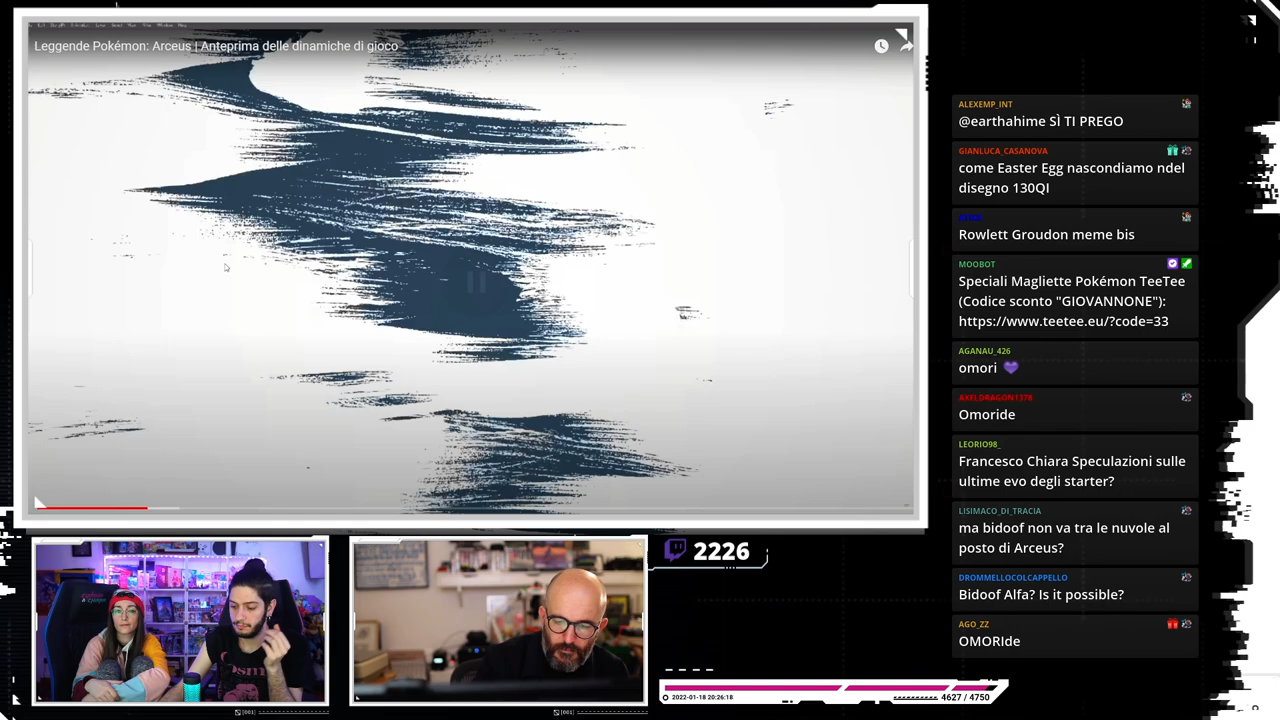 Leggende Pokémon: Arceus | Anteprima delle dinamiche di gioco
ALEXEMP_INT
@earthahime SÌ TI PREGO
GIANLUCA_CASANOVA
come Easter Egg nascondiamo nel
disegno 130QI
Rowlett Groudon meme bis
MOOBOT
Speciali Magliette Pokémon TeeTee
(Codice sconto "GIOVANNONE"):
https://www.teetee.eu/?code=33
AGANAU_426
omori
AXELDRAGON1378
Omoride
LEORIO98_
Francesco Chiara Speculazioni sulle
ultime evo degli starter?
LISIMACO_DI_TRACIA
ma bidoof non va tra le nuvole al
posto di Arceus?
DROMMELLOCOLCAPPELLO
Bidoof Alfa? Is it possible?
AGO_ZZ
OMORIde
2226
2022-01-18 20:26:18
4627 / 4750
[001]
[001]